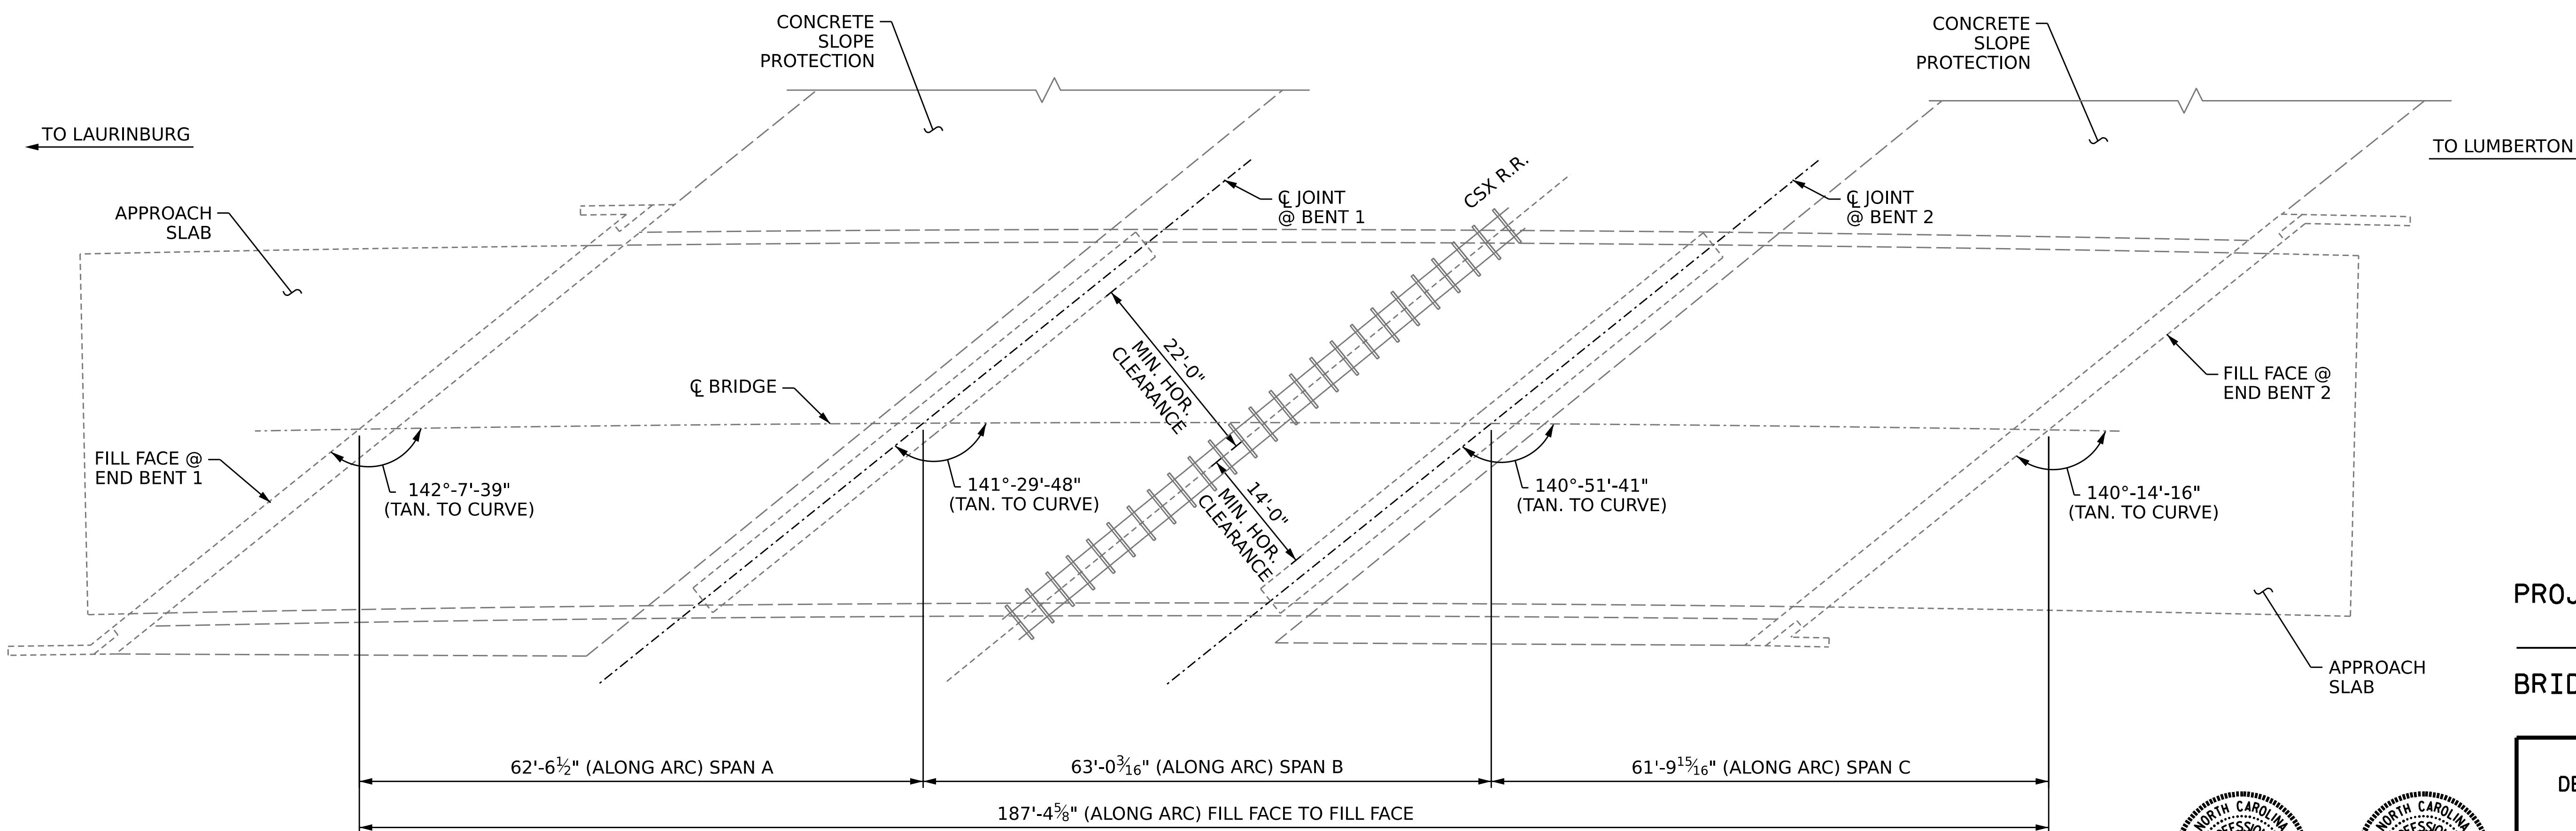 CONCRETE
SLOPE
PROTECTION
CONCRETE
SLOPE
PROTECTION
TO LAURINBURG
TO LUMBERTON
APPROACH
SLAB
CSX R.R.
℄ JOINT
@ BENT 1
℄ JOINT
@ BENT 2
22'-0"
MIN. HOR.
CLEARANCE
℄ BRIDGE
FILL FACE @
END BENT 2
FILL FACE @
END BENT 1
142°-7'-39"
(TAN. TO CURVE)
141°-29'-48"
(TAN. TO CURVE)
14'-0"
MIN. HOR.
CLEARANCE
140°-51'-41"
(TAN. TO CURVE)
140°-14'-16"
(TAN. TO CURVE)
PROJ
APPROACH
SLAB
BRID
62'-6½" (ALONG ARC) SPAN A
63'-0 3/16" (ALONG ARC) SPAN B
61'-9 15/16" (ALONG ARC) SPAN C
187'-4⅝" (ALONG ARC) FILL FACE TO FILL FACE
DE
NORTH CAROLINA
NORTH CAROLINA